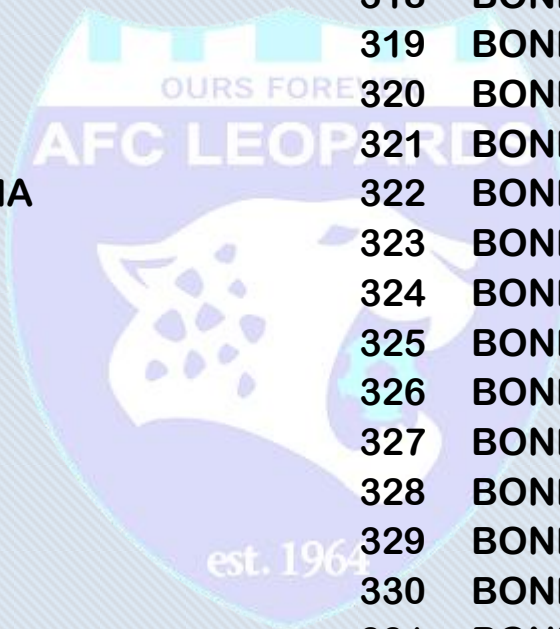 319 BON
OURS FOREVER
320 BON
AFC LEOPARDS
321 BON
322 BON
323 BON
324 BON
325 BON
326 BON
327 BON
328 BON
est. 1964
329 BON
330 BON